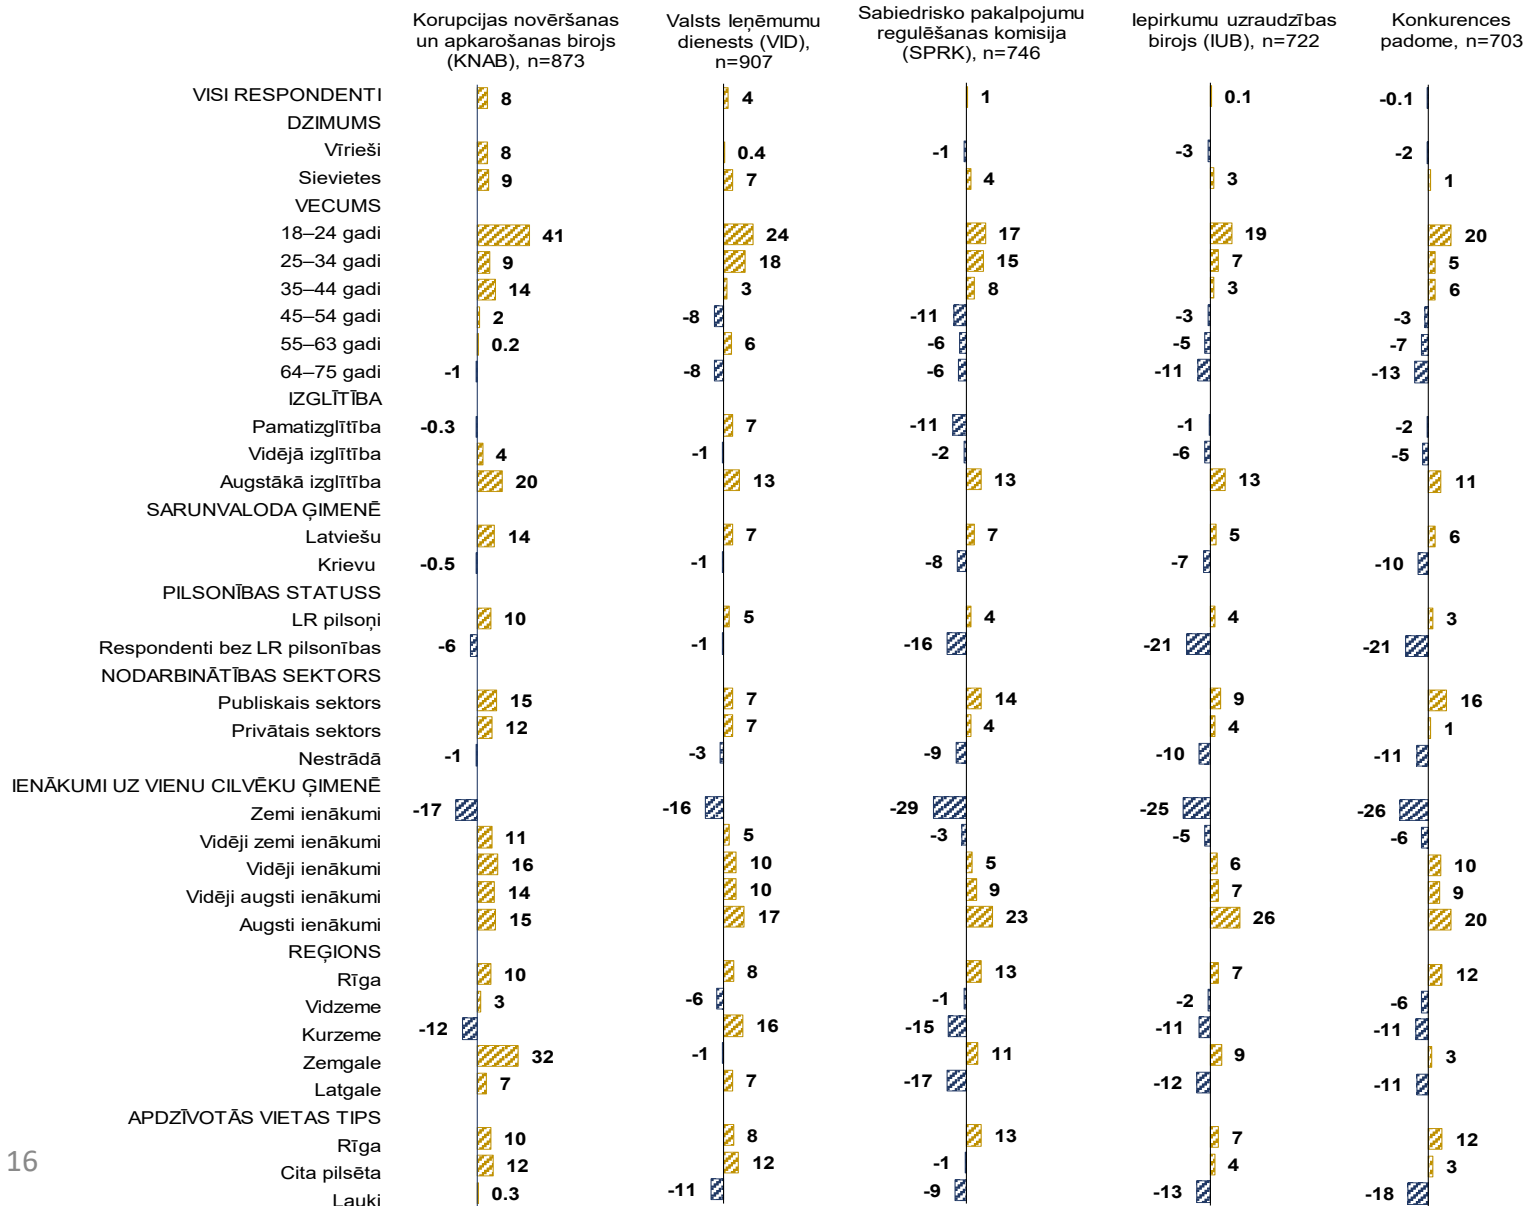 Korupcijas novēršanas
un apkarošanas birojs
(KNAB), n=873
Valsts Ieņēmumu
dienests (VID),
n=907
Sabiedrisko pakalpojumu
regulēšanas komisija
(SPRK), n=746
Iepirkumu uzraudzības
birojs (IUB), n=722
Konkurences
padome, n=703
VISI RESPONDENTI 8 4 1 0.1 -0.1
DZIMUMS
Vīrieši 8 0.4 -1 -3 -2
Sievietes 9 7 4 3 1
VECUMS
18–24 gadi 41 24 17 19 20
25–34 gadi 9 18 15 7 5
35–44 gadi 14 3 8 3 6
45–54 gadi 2 -8 -11 -3 -3
55–63 gadi 0.2 6 -6 -5 -7
64–75 gadi -1 -8 -6 -11 -13
IZGLĪTĪBA
Pamatizglītība -0.3 7 -11 -1 -2
Vidējā izglītība 4 -1 -2 -6 -5
Augstākā izglītība 20 13 13 13 11
SARUNVALODA ĢIMENĒ
Latviešu 14 7 7 5 6
Krievu -0.5 -1 -8 -7 -10
PILSONĪBAS STATUSS
LR pilsoņi 10 5 4 4 3
Respondenti bez LR pilsonības -6 -1 -16 -21 -21
NODARBINĀTĪBAS SEKTORS
Publiskais sektors 15 7 14 9 16
Privātais sektors 12 7 4 4 1
Nestrādā -1 -3 -9 -10 -11
IENĀKUMI UZ VIENU CILVĒKU ĢIMENĒ
Zemi ienākumi -17 -16 -29 -25 -26
Vidēji zemi ienākumi 11 5 -3 -5 -6
Vidēji ienākumi 16 10 5 6 10
Vidēji augsti ienākumi 14 10 9 7 9
Augsti ienākumi 15 17 23 26 20
REĢIONS
Rīga 10 8 13 7 12
Vidzeme 3 -6 -1 -2 -6
Kurzeme -12 16 -15 -11 -11
Zemgale 32 -1 11 9 3
Latgale 7 7 -17 -12 -11
APDZĪVOTĀS VIETAS TIPS
Rīga 10 8 13 7 12
Cita pilsēta 12 12 -1 4 3
Lauki 0.3 -11 -9 -13 -18
16